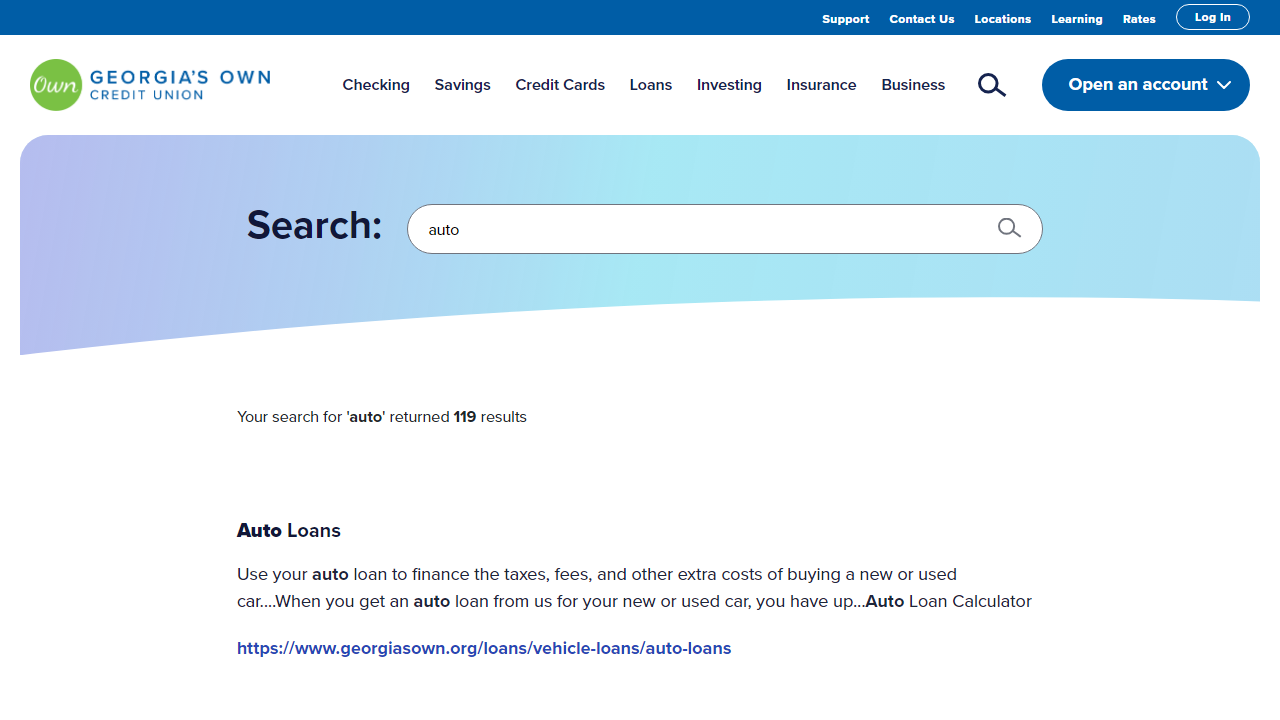 Support Contact Us Locations Learning Rates Log In
Own GEORGIA'S OWN
CREDIT UNION
Checking Savings Credit Cards Loans Investing Insurance Business Open an account
Search: auto
Your search for 'auto' returned 119 results
Auto Loans
Use your auto loan to finance the taxes, fees, and other extra costs of buying a new or used
car....When you get an auto loan from us for your new or used car, you have up...Auto Loan Calculator
https://www.georgiasown.org/loans/vehicle-loans/auto-loans